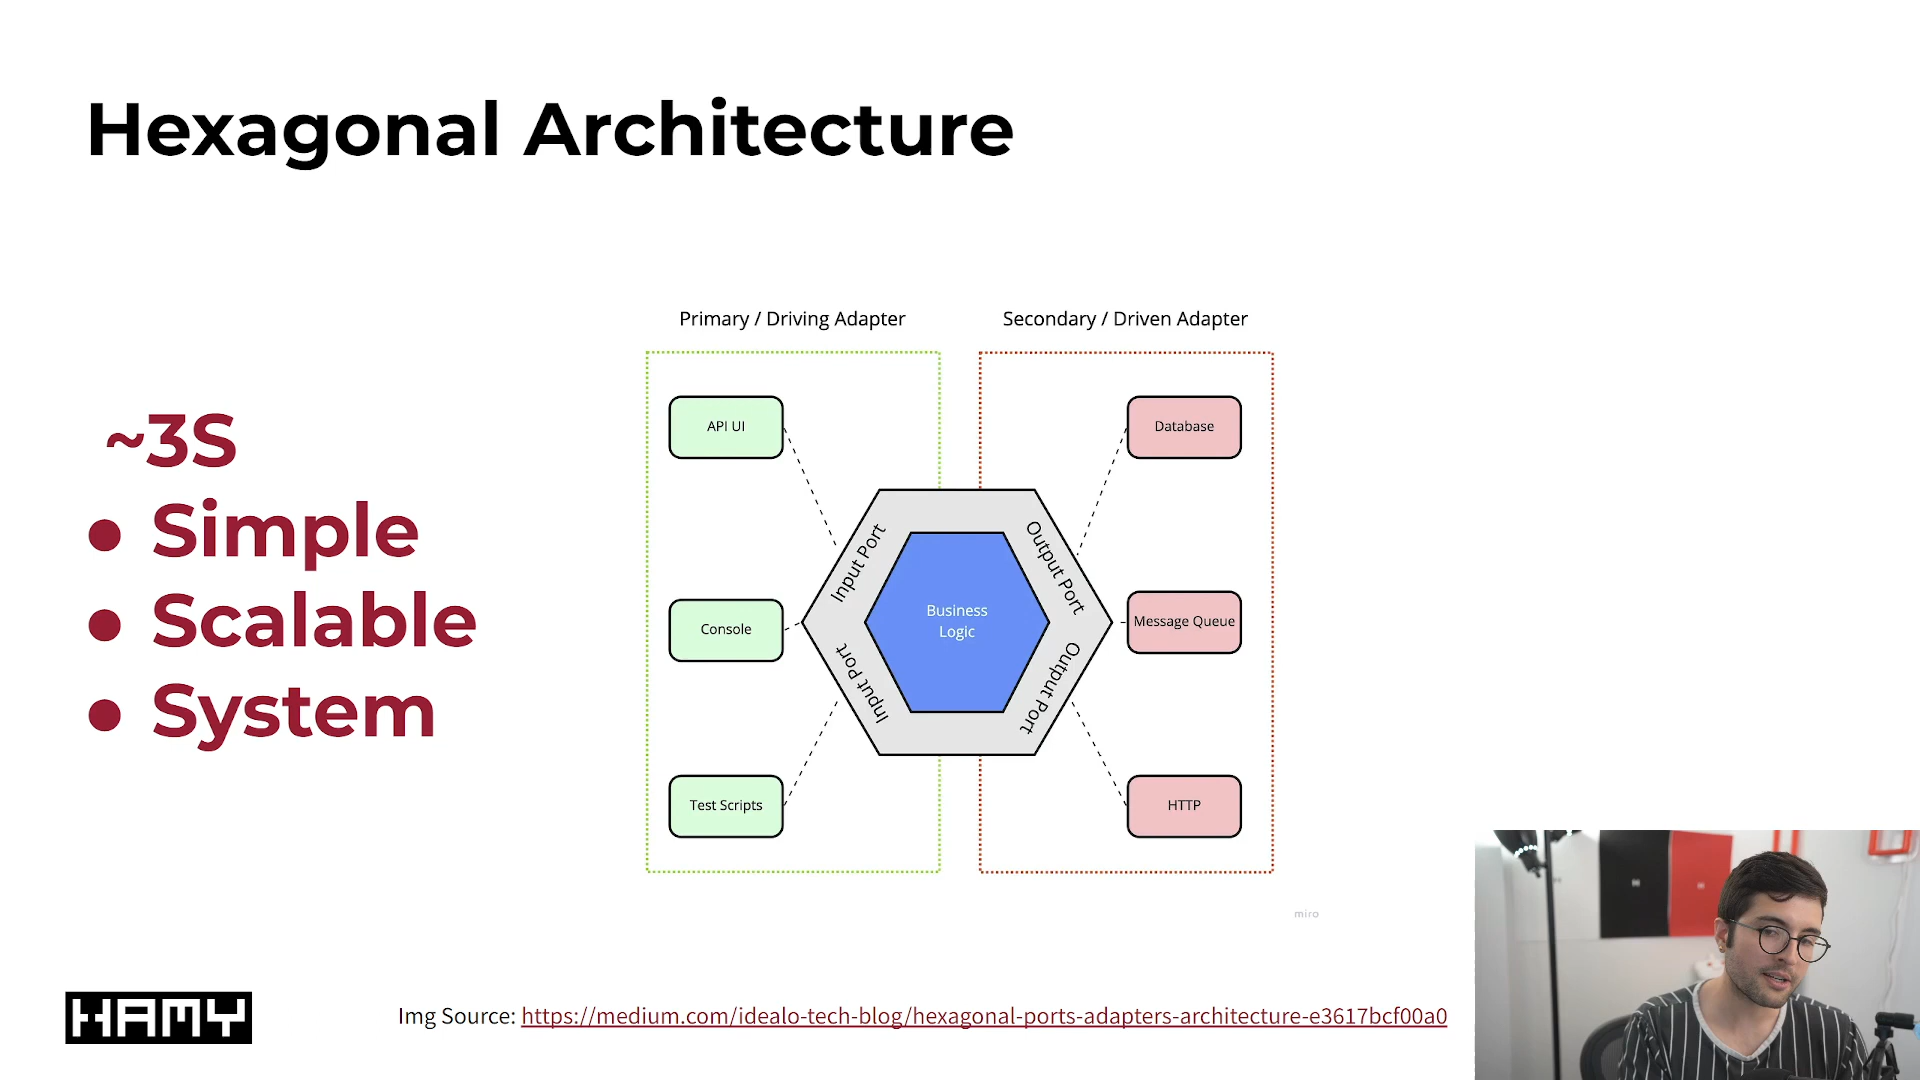 Hexagonal Architecture
~3S
● Simple
● Scalable
● System
Primary / Driving Adapter
Secondary / Driven Adapter
API UI
Console
Test Scripts
Input Port
Input Port
Business
Logic
Output Port
Output Port
Database
Message Queue
HTTP
miro
HAMY
Img Source: https://medium.com/idealo-tech-blog/hexagonal-ports-adapters-architecture-e3617bcf00a0